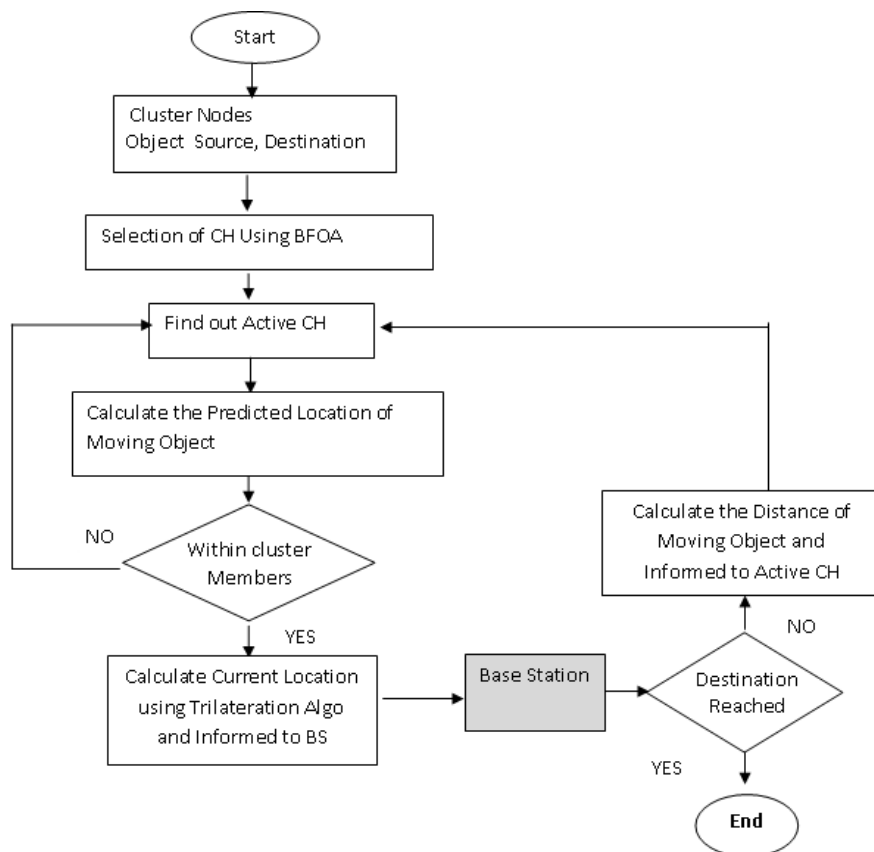 Start
Cluster Nodes
Object Source, Destination
Selection of CH Using BFOA
Find out Active CH
Calculate the Predicted Location of
Moving Object
NO
Within cluster
Members
YES
Calculate Current Location
using Trilateration Algo
and Informed to BS
Base Station
Destination
Reached
NO
Calculate the Distance of
Moving Object and
Informed to Active CH
YES
End